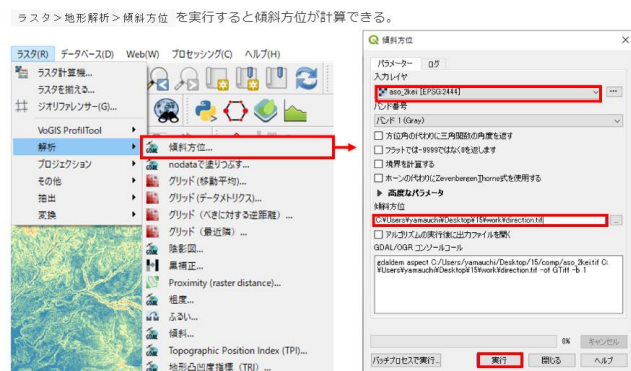 ラスタ>地形解析>傾斜方位 を実行すると傾斜方位が計算できる。
ラスタ(R) データベース(D) Web(W) プロセッシング(C) ヘルプ(H)
ラスタ計算機...
ラスタを揃える...
ジオリファレンサー(G)...
VoGIS ProfilTool
解析
プロジェクション
その他
抽出
変換
傾斜方位...
nodataで塗りつぶす...
グリッド(移動平均)...
グリッド(データメトリクス)...
グリッド(べきに対する逆距離)...
グリッド(最近隣)...
陰影図...
黒補正...
Proximity (raster distance)...
粗度...
ふるい...
傾斜...
Topographic Position Index (TPI)...
地形凸凹度指標(TRI) ...
傾斜方位
パラメーター ログ
入力レイヤ
aso_2kei [EPSG:2444]
バンド番号
バンド 1 (Gray)
方位角の代わりに三角関数の角度を返す
フラットでは-9999ではなく0を返します
境界を計算する
ホーンの代わりにZevenbergen Thorne式を使用する
高度なパラメータ
傾斜方位
C:¥Users¥yamauchi¥Desktop¥15¥work¥direction.tif
アルゴリズムの実行後に出力ファイルを開く
GDAL/OGR コンソールコール
gdaldem aspect C:/Users/yamauchi/Desktop/15/comp/aso_2kei.tif C:
¥Users¥yamauchi¥Desktop¥15¥work¥direction.tif -of GTiff -b 1
0% キャンセル
バッチプロセスで実行... 実行 閉じる ヘルプ